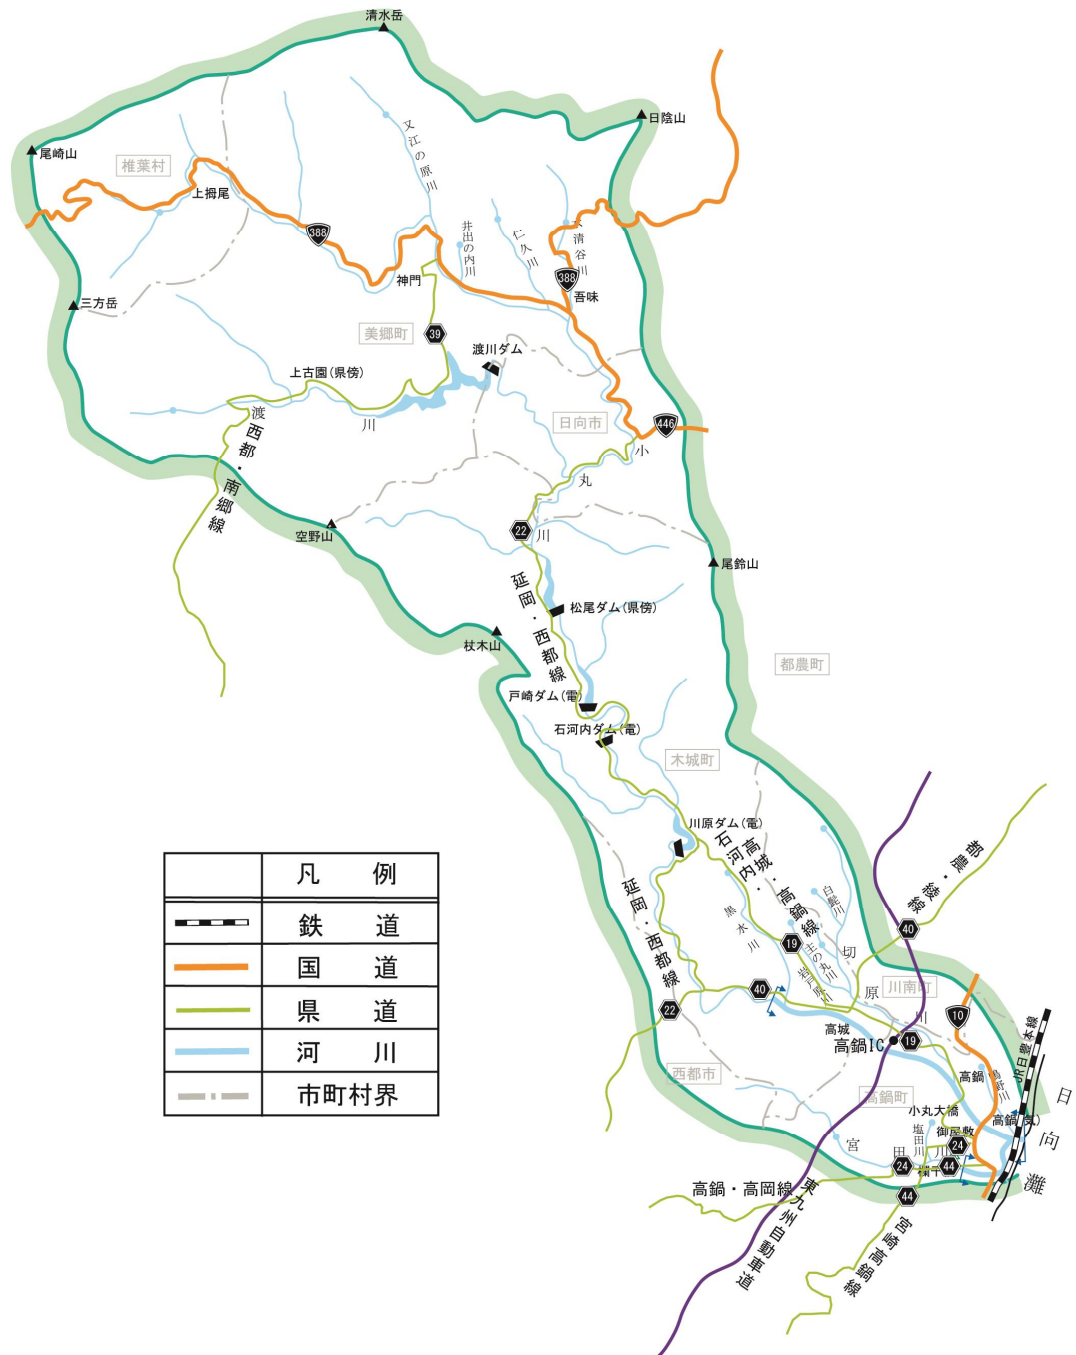 清水岳
日陰山
尾崎山
椎葉村
上拇尾
又江の原川
388
井出の内川
仁久川
388
吾味
神門
三方岳
美郷町
39
渡川ダム
上古園(県傍)
渡川
日向市
446
西都・南郷線
小丸川
空野山
22
尾鈴山
延岡・西都線
松尾ダム(県傍)
杖木山
都農町
戸崎ダム(電)
石河内ダム(電)
木城町
川原ダム(電)
石河内・高城・高鍋線
都農・綾線
白髭川
延岡・西都線
黒水川
40
19
主の丸川
岩戸原川
切原川
川南町
40
22
10
高城
高鍋IC
19
JR日豊本線
西都市
高鍋
高鍋町
日向灘
小丸大橋
塩田川
御屋敷
24
宮田川
24
44
44
高鍋・高岡線
東九州自動車道
宮崎高鍋線
凡 例
鉄 道
国 道
県 道
河 川
市町村界